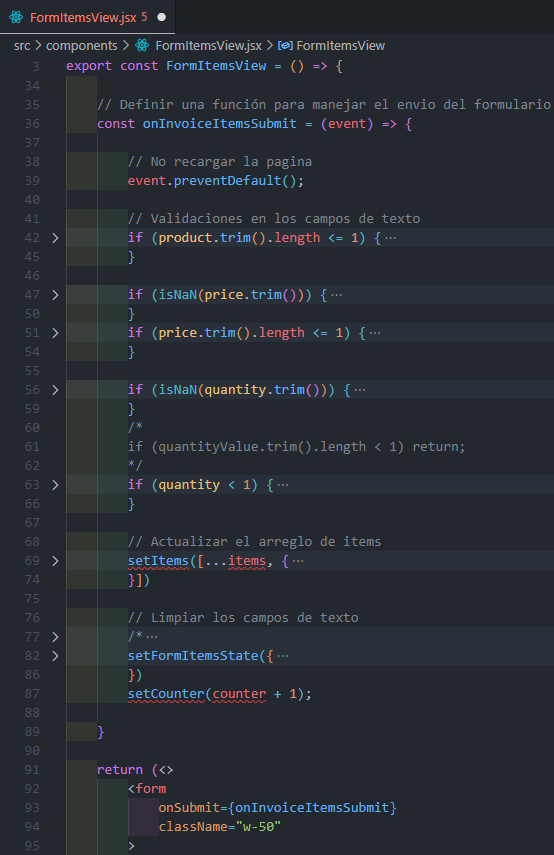 FormItemsView.jsx 5
src > components > FormItemsView.jsx > FormItemsView
3 export const FormItemsView = () => {
34
35 // Definir una función para manejar el envio del formulario
36 const onInvoiceItemsSubmit = (event) => {
37
38 // No recargar la pagina
39 event.preventDefault();
40
41 // Validaciones en los campos de texto
42 > if (product.trim().length <= 1) { ···
45 }
46
47 > if (isNaN(price.trim())) { ···
50 }
51 > if (price.trim().length <= 1) { ···
54 }
55
56 > if (isNaN(quantity.trim())) { ···
59 }
60 /*
61 if (quantityValue.trim().length < 1) return;
62 */
63 > if (quantity < 1) { ···
66 }
67
68 // Actualizar el arreglo de items
69 > setItems([...items, { ···
74 }])
75
76 // Limpiar los campos de texto
77 > /* ···
82 > setFormItemsState({ ···
86 })
87 setCounter(counter + 1);
88
89 }
90
91 return (<>
92 <form
93 onSubmit={onInvoiceItemsSubmit}
94 className="w-50"
95 >